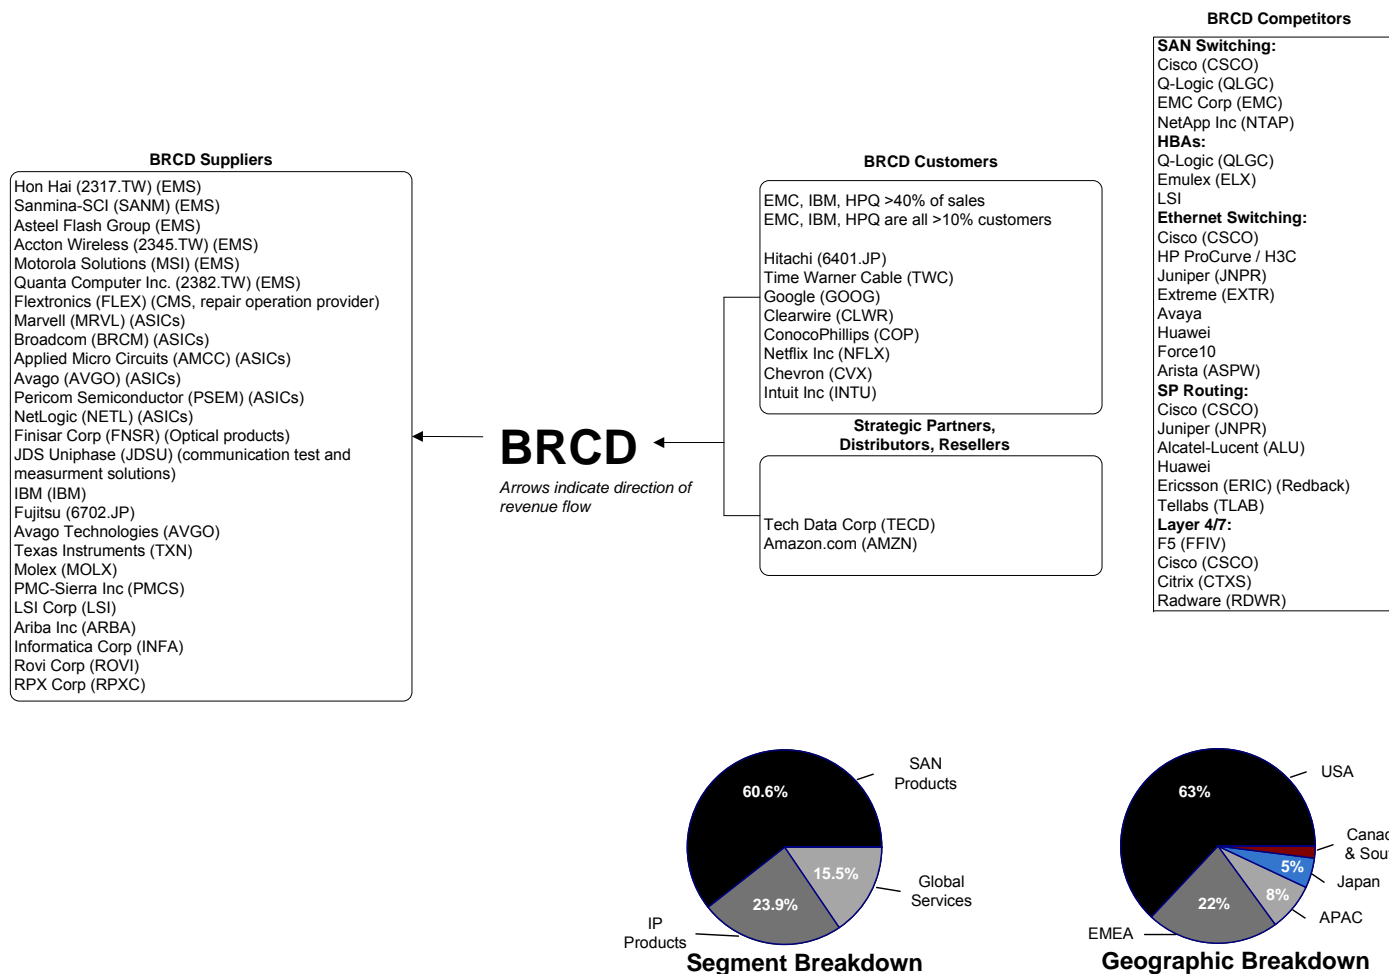 BRCD Suppliers
Hon Hai (2317.TW) (EMS)
Sanmina-SCI (SANM) (EMS)
Asteel Flash Group (EMS)
Accton Wireless (2345.TW) (EMS)
Motorola Solutions (MSI) (EMS)
Quanta Computer Inc. (2382.TW) (EMS)
Flextronics (FLEX) (CMS, repair operation provider)
Marvell (MRVL) (ASICs)
Broadcom (BRCM) (ASICs)
Applied Micro Circuits (AMCC) (ASICs)
Avago (AVGO) (ASICs)
Pericom Semiconductor (PSEM) (ASICs)
NetLogic (NETL) (ASICs)
Finisar Corp (FNSR) (Optical products)
JDS Uniphase (JDSU) (communication test and
measurment solutions)
IBM (IBM)
Fujitsu (6702.JP)
Avago Technologies (AVGO)
Texas Instruments (TXN)
Molex (MOLX)
PMC-Sierra Inc (PMCS)
LSI Corp (LSI)
Ariba Inc (ARBA)
Informatica Corp (INFA)
Rovi Corp (ROVI)
RPX Corp (RPXC)
BRCD
Arrows indicate direction of
revenue flow
BRCD Customers
EMC, IBM, HPQ >40% of sales
EMC, IBM, HPQ are all >10% customers
Hitachi (6401.JP)
Time Warner Cable (TWC)
Google (GOOG)
Clearwire (CLWR)
ConocoPhillips (COP)
Netflix Inc (NFLX)
Chevron (CVX)
Intuit Inc (INTU)
Strategic Partners,
Distributors, Resellers
Tech Data Corp (TECD)
Amazon.com (AMZN)
BRCD Competitors
SAN Switching:
Cisco (CSCO)
Q-Logic (QLGC)
EMC Corp (EMC)
NetApp Inc (NTAP)
HBAs:
Q-Logic (QLGC)
Emulex (ELX)
LSI
Ethernet Switching:
Cisco (CSCO)
HP ProCurve / H3C
Juniper (JNPR)
Extreme (EXTR)
Avaya
Huawei
Force10
Arista (ASPW)
SP Routing:
Cisco (CSCO)
Juniper (JNPR)
Alcatel-Lucent (ALU)
Huawei
Ericsson (ERIC) (Redback)
Tellabs (TLAB)
Layer 4/7:
F5 (FFIV)
Cisco (CSCO)
Citrix (CTXS)
Radware (RDWR)
SAN
Products
60.6%
15.5%
Global
Services
23.9%
IP
Products
Segment Breakdown
USA
63%
Canad
& Sout
5%
Japan
8%
APAC
22%
EMEA
Geographic Breakdown